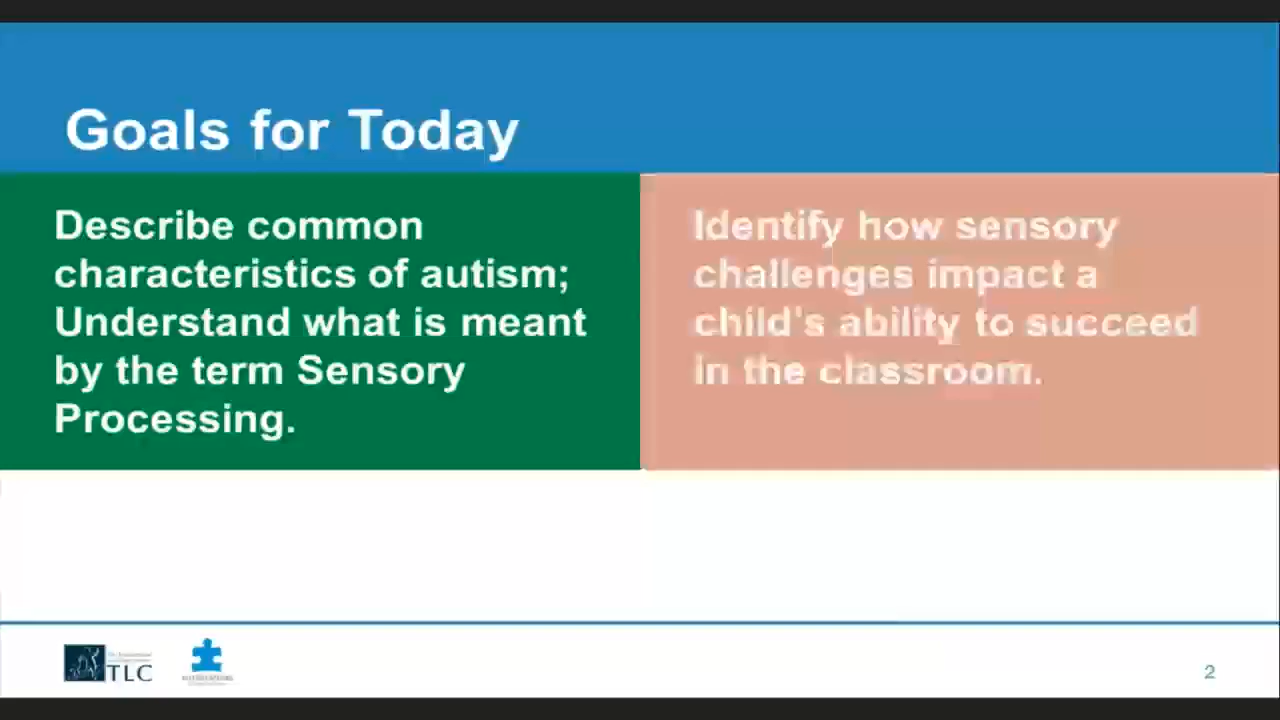 Goals for Today
Describe common
characteristics of autism;
Understand what is meant
by the term Sensory
Processing.
Identify how sensory
challenges impact a
child's ability to succeed
in the classroom.
TLC
2